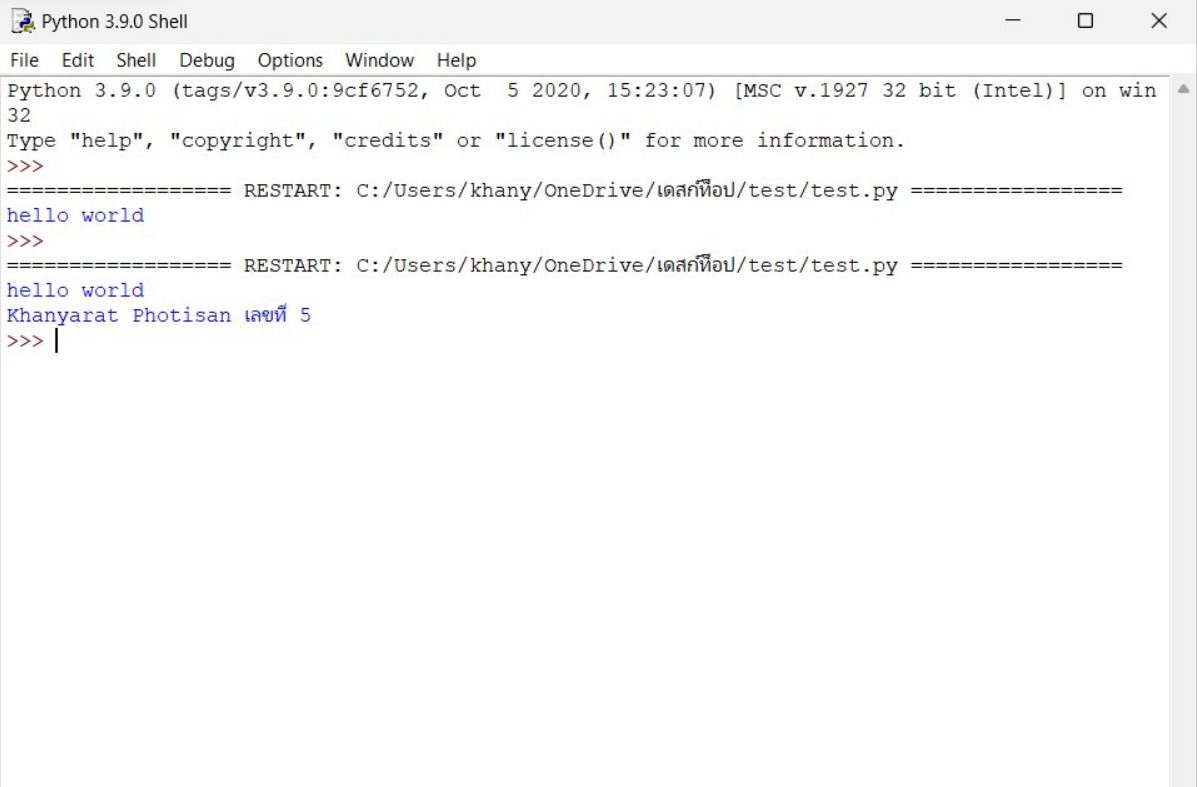 Python 3.9.0 Shell
File Edit Shell Debug Options Window Help
Python 3.9.0 (tags/v3.9.0:9cf6752, Oct  5 2020, 15:23:07) [MSC v.1927 32 bit (Intel)] on win
32
Type "help", "copyright", "credits" or "license()" for more information.
>>>
================== RESTART: C:/Users/khany/OneDrive/เดสก์ท็อป/test/test.py =================
hello world
>>>
================== RESTART: C:/Users/khany/OneDrive/เดสก์ท็อป/test/test.py =================
hello world
Khanyarat Photisan เลขที่ 5
>>>